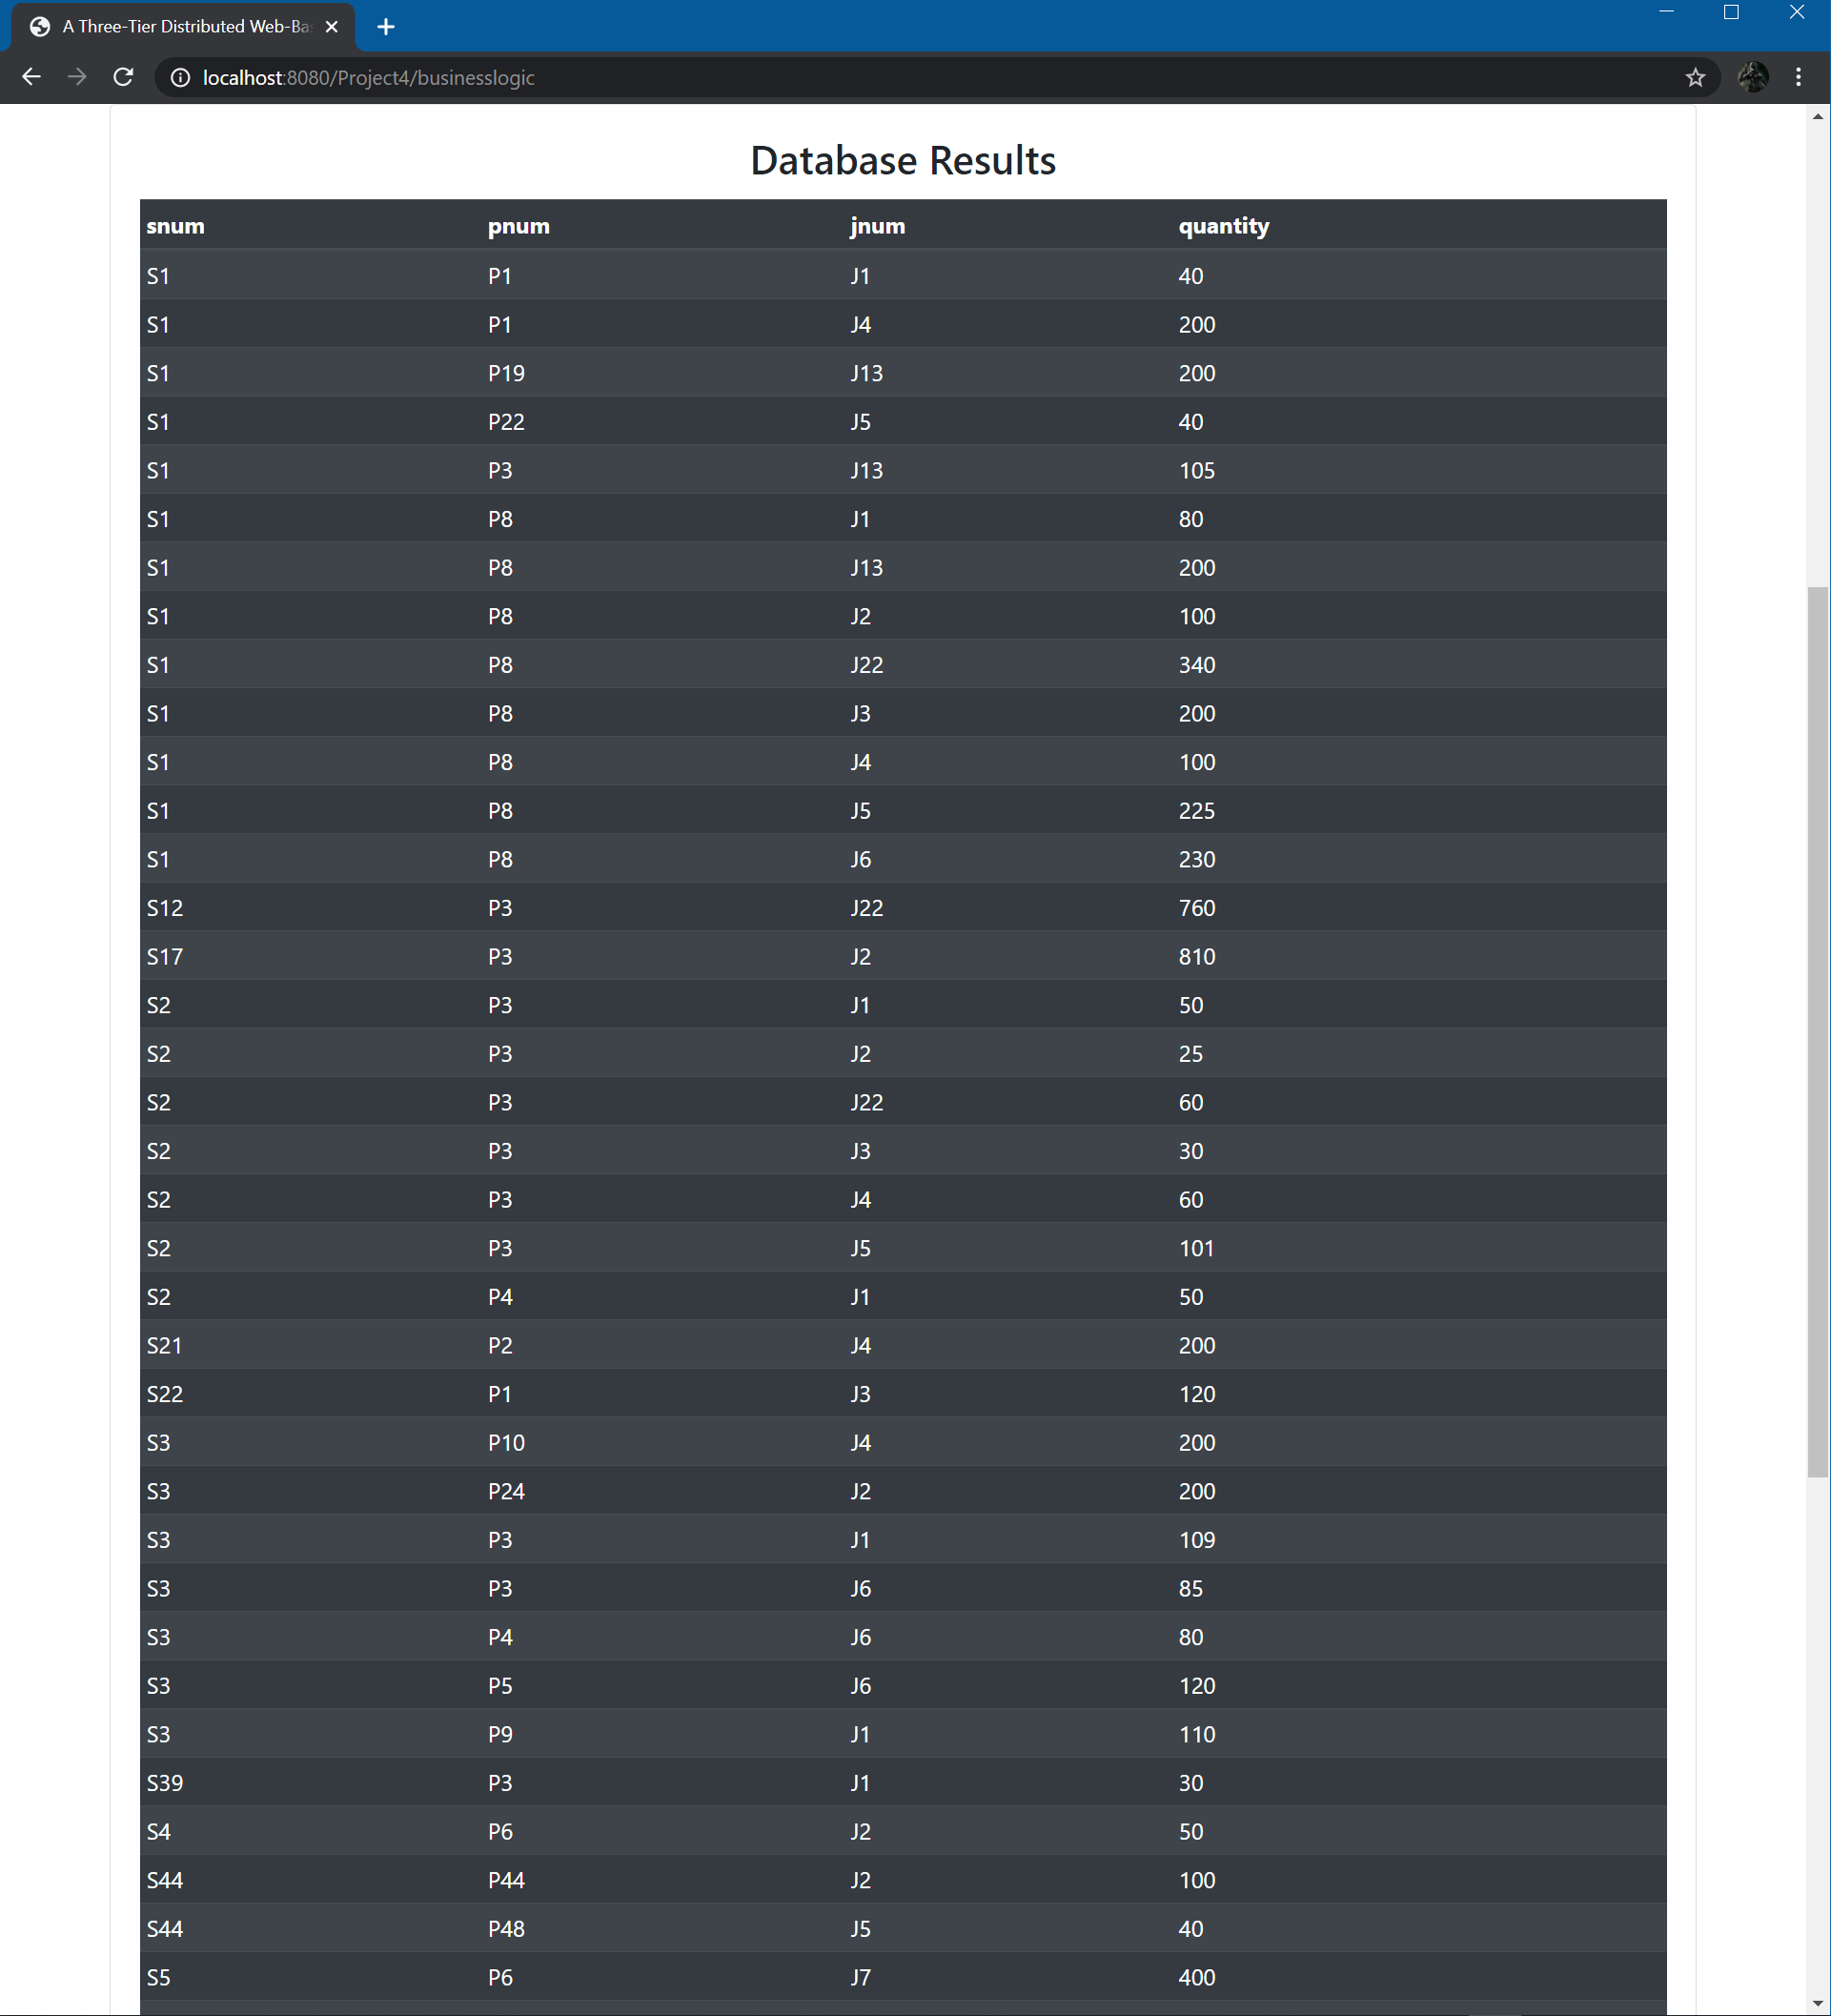 A Three-Tier Distributed Web-Ba
localhost:8080/Project4/businesslogic
Database Results
snum pnum jnum quantity
S1 P1 J1 40
S1 P1 J4 200
S1 P19 J13 200
S1 P22 J5 40
S1 P3 J13 105
S1 P8 J1 80
S1 P8 J13 200
S1 P8 J2 100
S1 P8 J22 340
S1 P8 J3 200
S1 P8 J4 100
S1 P8 J5 225
S1 P8 J6 230
S12 P3 J22 760
S17 P3 J2 810
S2 P3 J1 50
S2 P3 J2 25
S2 P3 J22 60
S2 P3 J3 30
S2 P3 J4 60
S2 P3 J5 101
S2 P4 J1 50
S21 P2 J4 200
S22 P1 J3 120
S3 P10 J4 200
S3 P24 J2 200
S3 P3 J1 109
S3 P3 J6 85
S3 P4 J6 80
S3 P5 J6 120
S3 P9 J1 110
S39 P3 J1 30
S4 P6 J2 50
S44 P44 J2 100
S44 P48 J5 40
S5 P6 J7 400